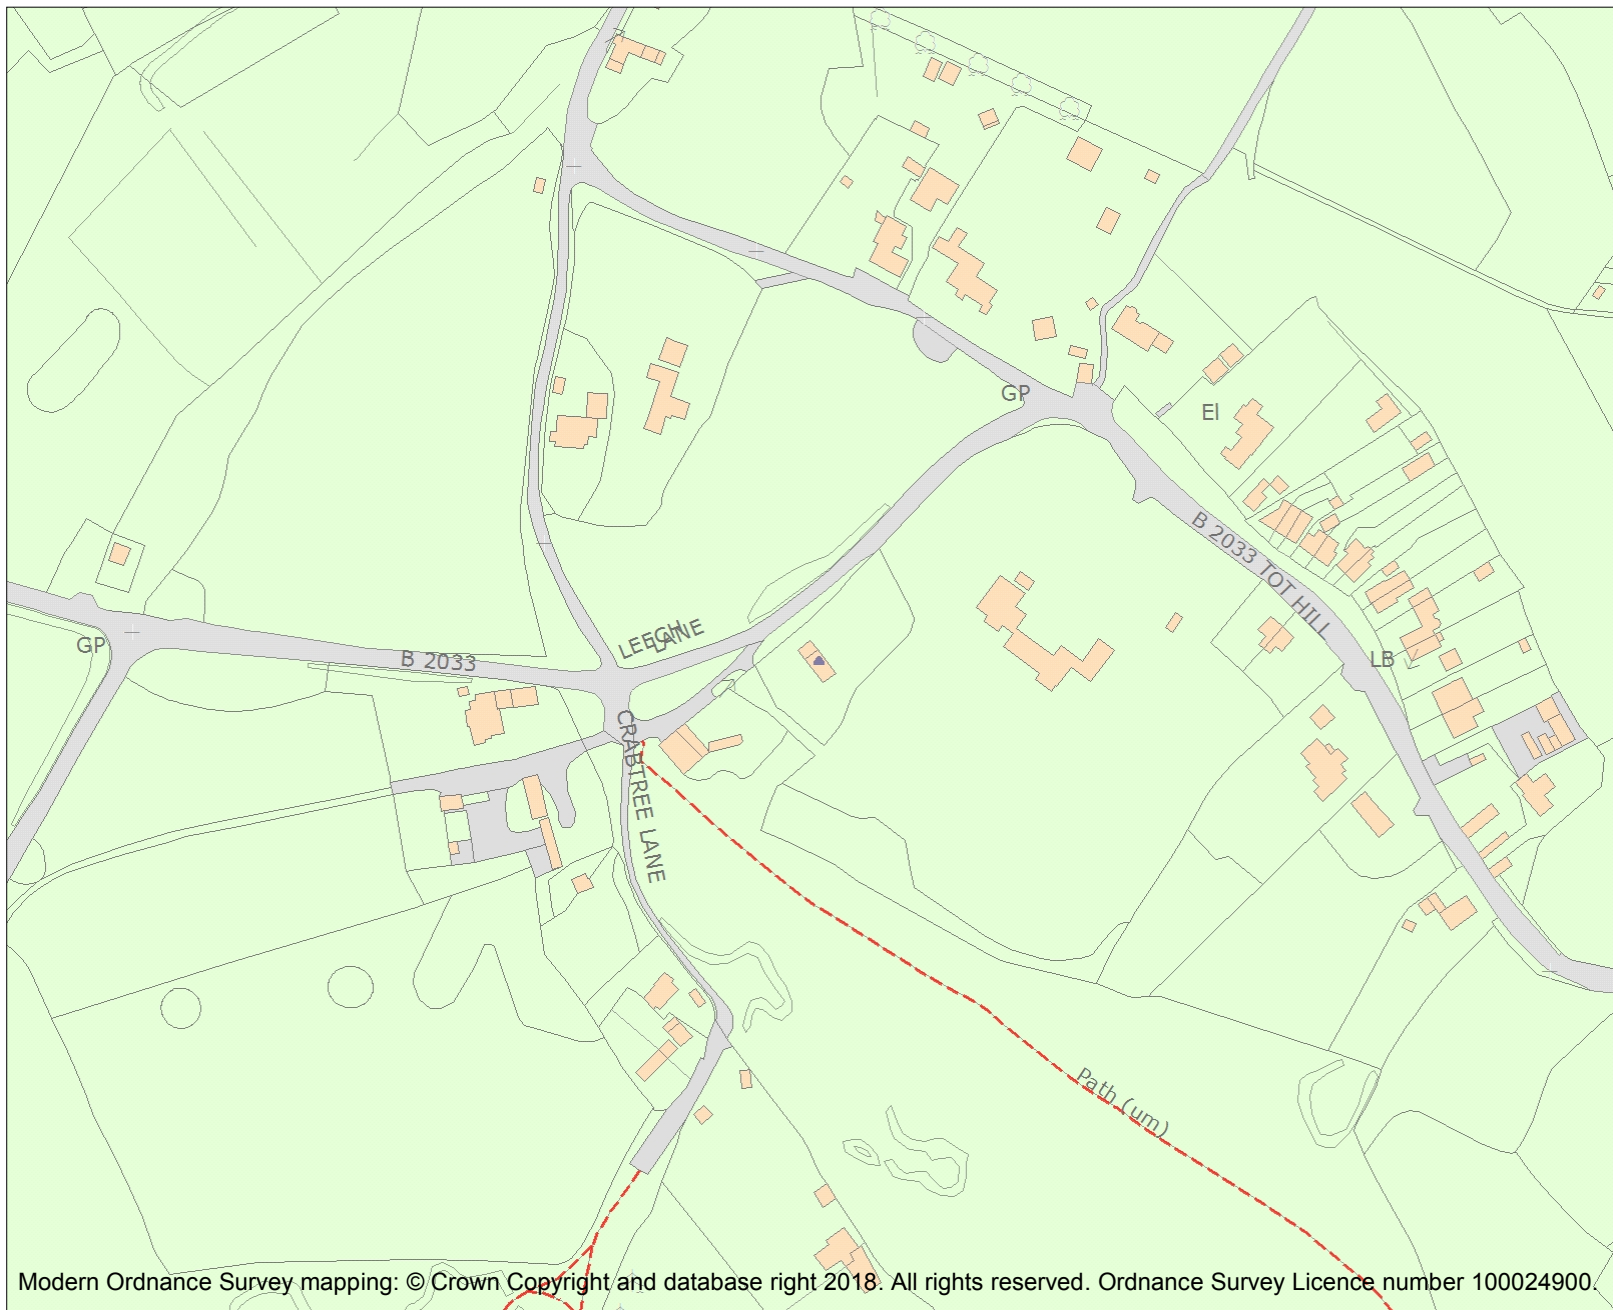 GP
EI
B 2033 TOT HILL
LEECH
LANE
GP
B 2033
LB
CRABTREE LANE
Path (um)
Modern Ordnance Survey mapping: © Crown Copyright and database right 2018. All rights reserved. Ordnance Survey Licence number 100024900.